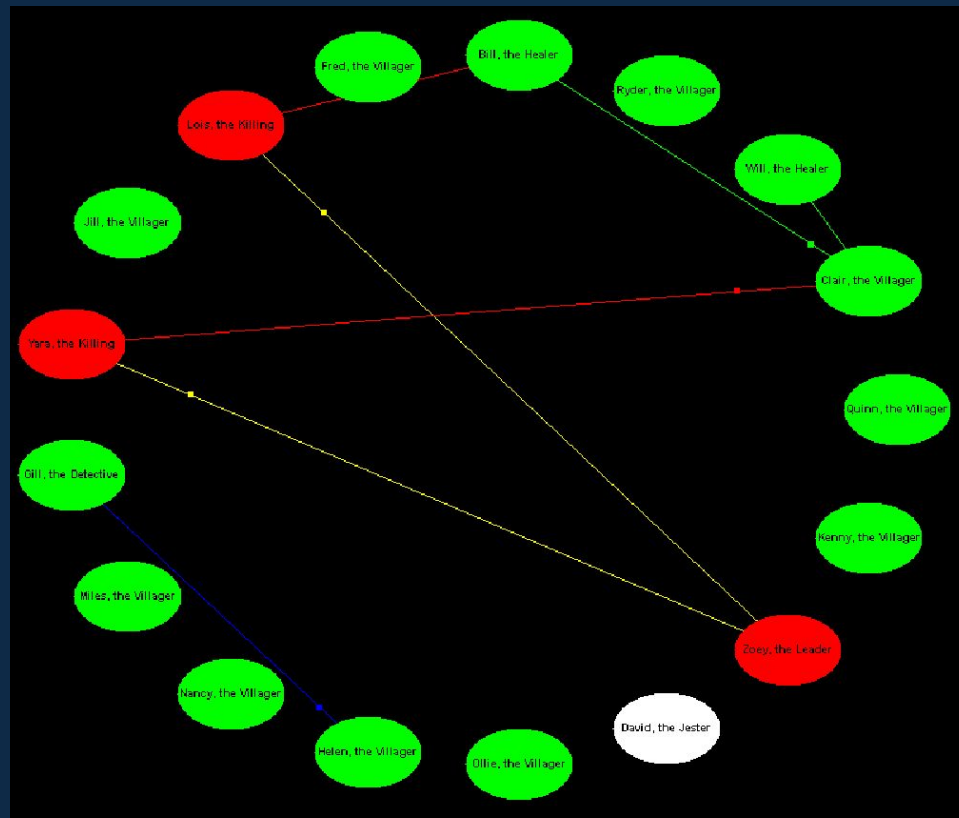 Bill, the Healer
Fred, the Villager
Ryder, the Villager
Lois, the Killing
Will, the Healer
Jill, the Villager
Clair, the Villager
Yara, the Killing
Quinn, the Villager
Gill, the Detective
Kenny, the Villager
Miles, the Villager
Zoey, the Leader
Nancy, the Villager
David, the Jester
Helen, the Villager
Ollie, the Villager